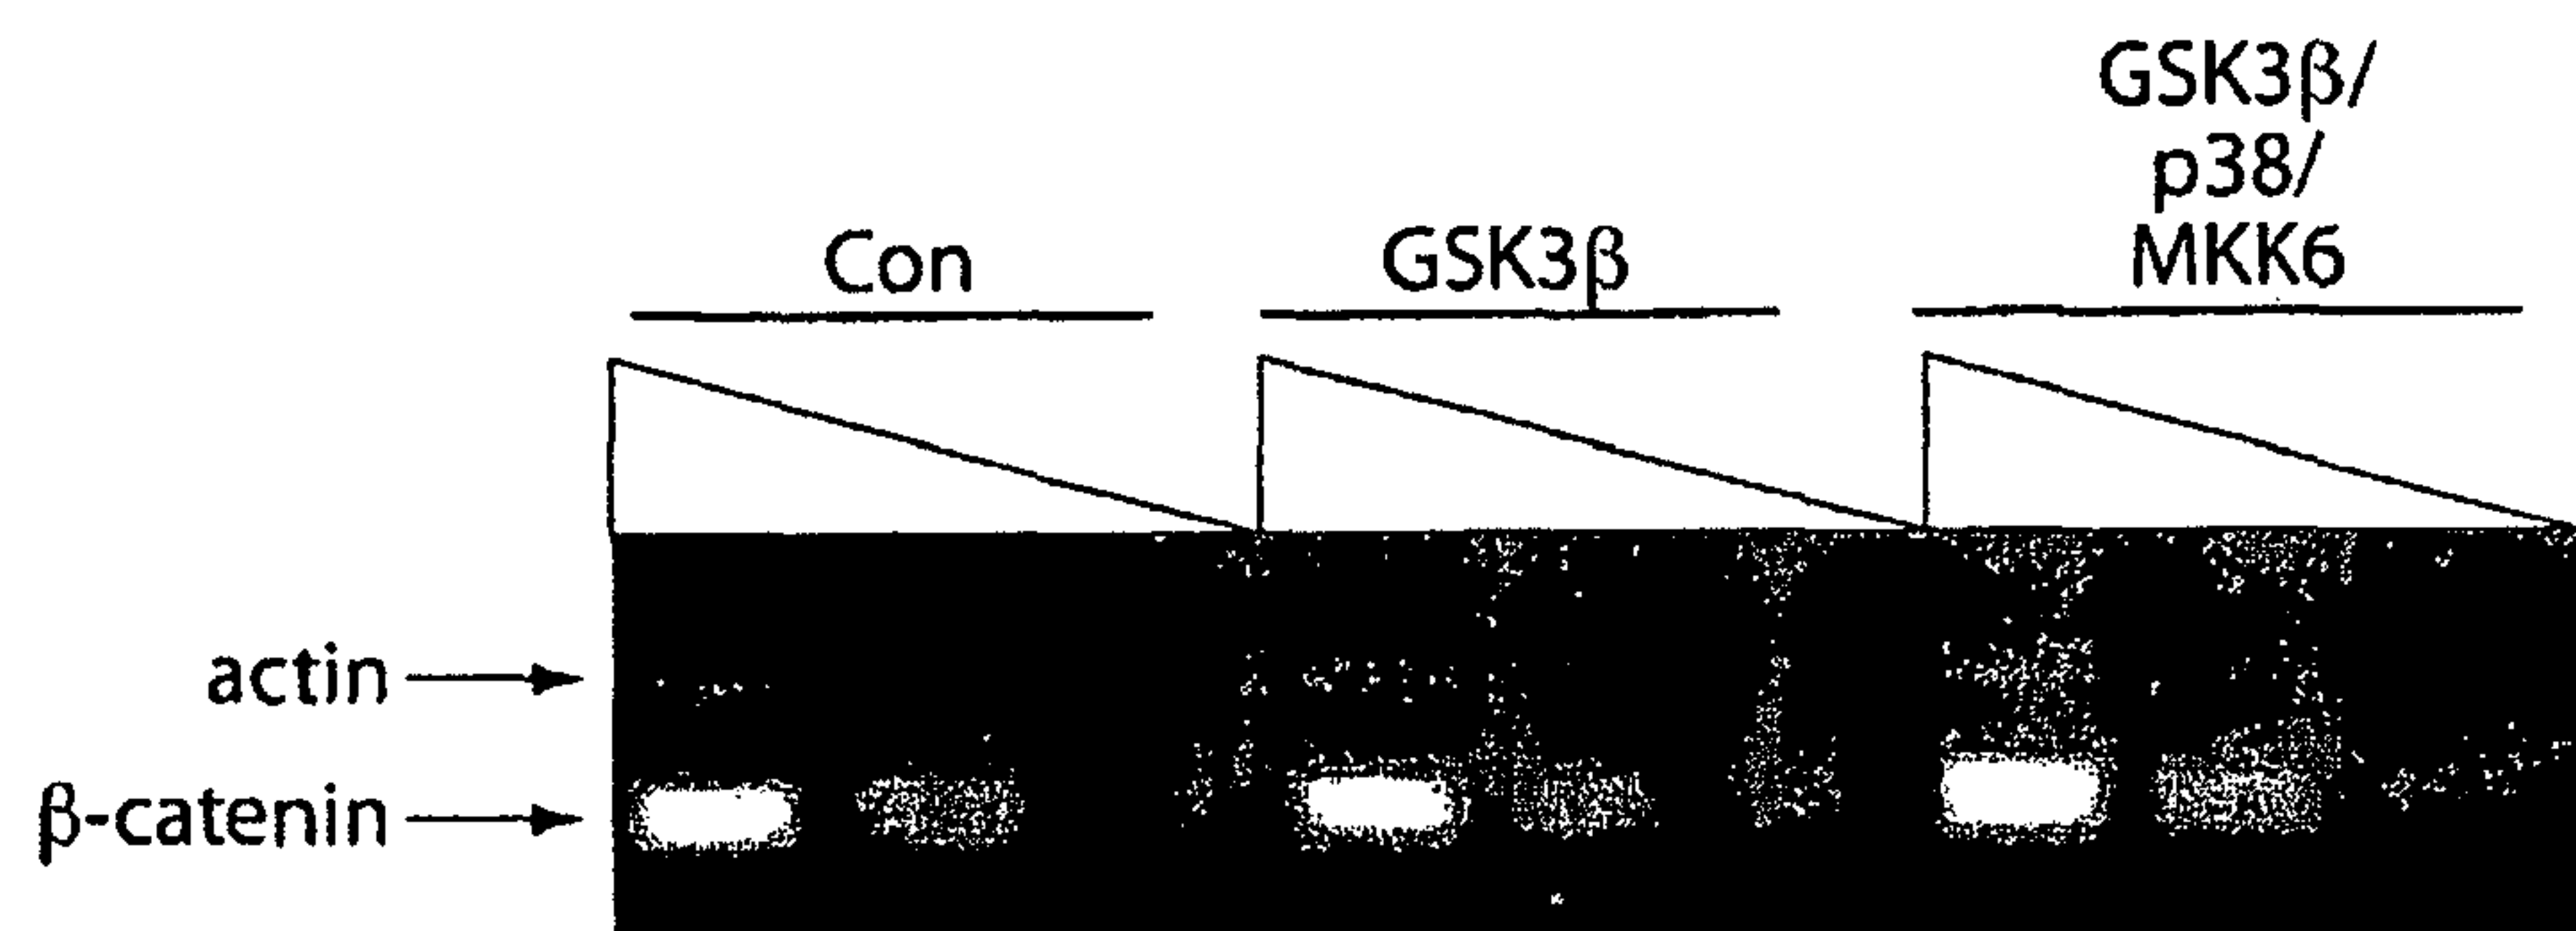 GSK3β/
p38/
MKK6
Con
GSK3β
actin
β-catenin